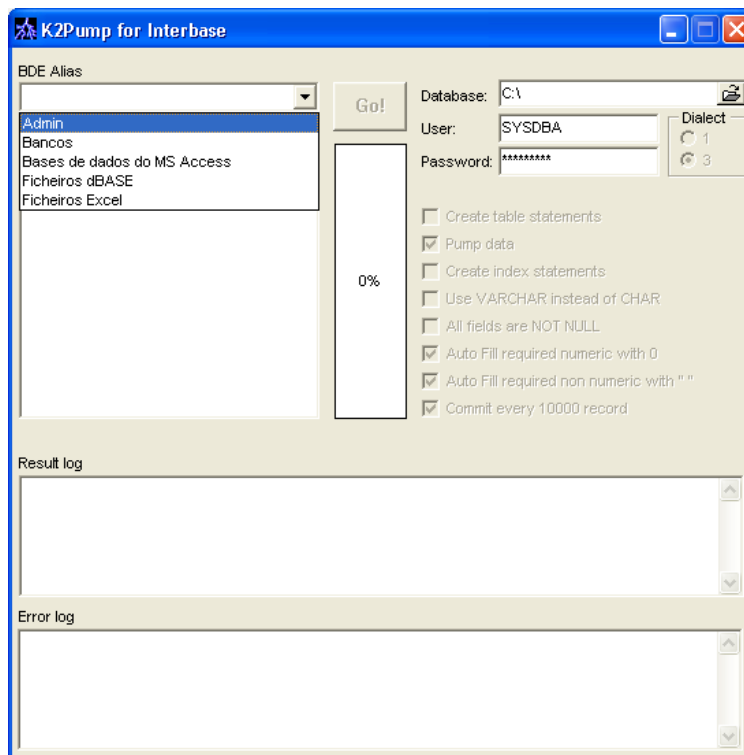 K2Pump for Interbase
BDE Alias
Admin
Bancos
Bases de dados do MS Access
Ficheiros dBASE
Ficheiros Excel
Go!
0%
Database: C:\
User: SYSDBA
Password: *********
Dialect
1
3
Create table statements
Pump data
Create index statements
Use VARCHAR instead of CHAR
All fields are NOT NULL
Auto Fill required numeric with 0
Auto Fill required non numeric with " "
Commit every 10000 record
Result log
Error log